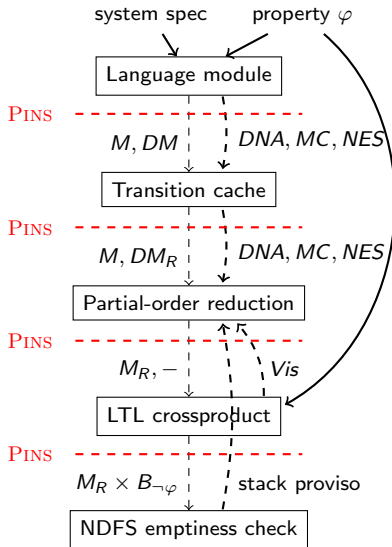 system spec property φ
Language module
PINS
M, DM DNA, MC, NES
Transition cache
PINS
M, DM_R DNA, MC, NES
Partial-order reduction
PINS
M_R, − Vis
LTL crossproduct
PINS
M_R × B_¬φ stack proviso
NDFS emptiness check